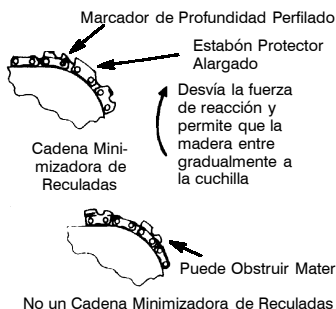 Marcador de Profundidad Perfilado
Estabón Protector
Alargado
Desvía la fuerza
de reacción y
permite que la
madera entre
gradualmente a
la cuchilla
Cadena Mini-
mizadora de
Reculadas
Puede Obstruir Mater
No un Cadena Minimizadora de Reculadas